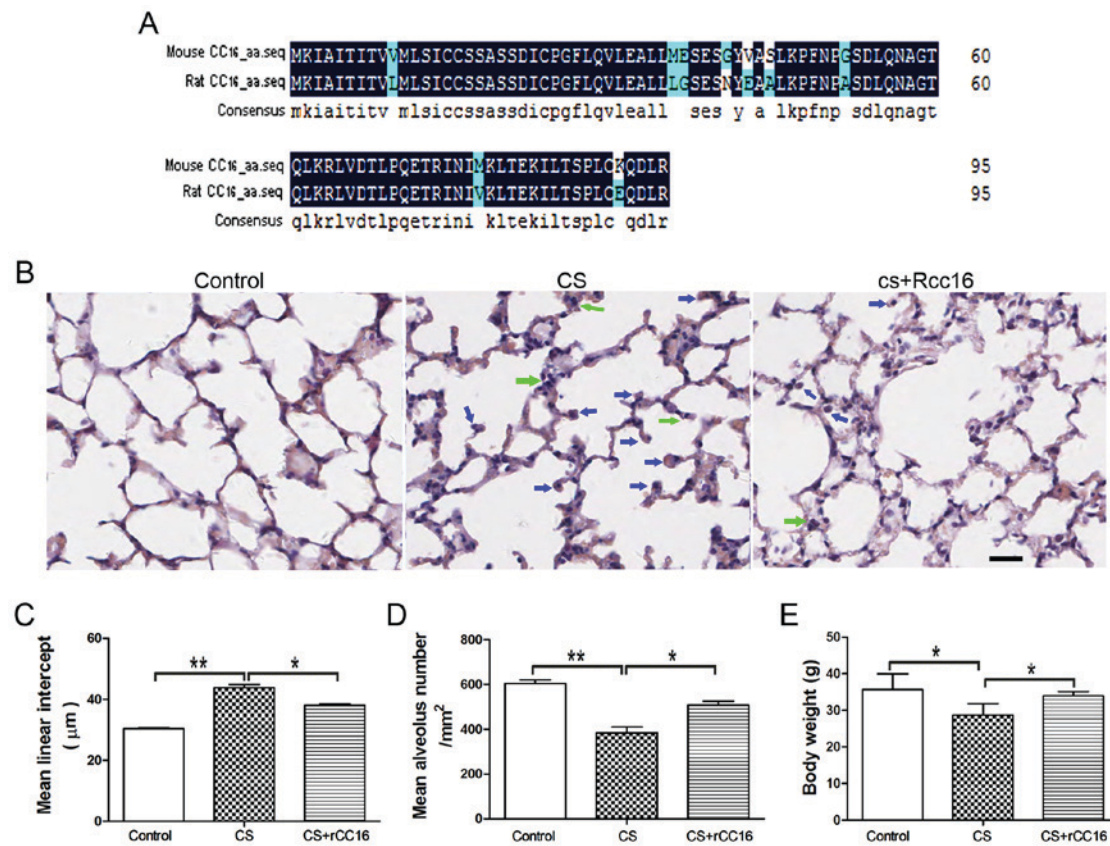 A
Mouse CC16_aa.seq MKIAITITVVMLSICCSSASSDICPGFLQVLEALLMESESGYVASLKPFNPGSDLQNAGT 60
Rat CC16_aa.seq MKIAITITVLMLSICCSSASSDICPGFLQVLEALLLGSESNYEAALKPFNPASDLQNAGT 60
Consensus mkiaititv mlsiccssassdicpgflqvleall ses y a lkpfnp sdlqnagt
Mouse CC16_aa.seq QLKRLVDTLPQETRINIMKLTEKILTSPLCKQDLR 95
Rat CC16_aa.seq QLKRLVDTLPQETRINIVKLTEKILTSPLCEQDLR 95
Consensus qlkrlvdtlpqetrini kltekiltsplc qdlr
B
Control CS cs+Rcc16
C
Mean linear intercept
( μm )
60
40
20
0
** *
Control CS CS+rCC16
D
Mean alveolus number
/mm2
800
600
400
200
0
** *
Control CS CS+rCC16
E
Body weight (g)
50
40
30
20
10
0
* *
Control CS CS+rCC16